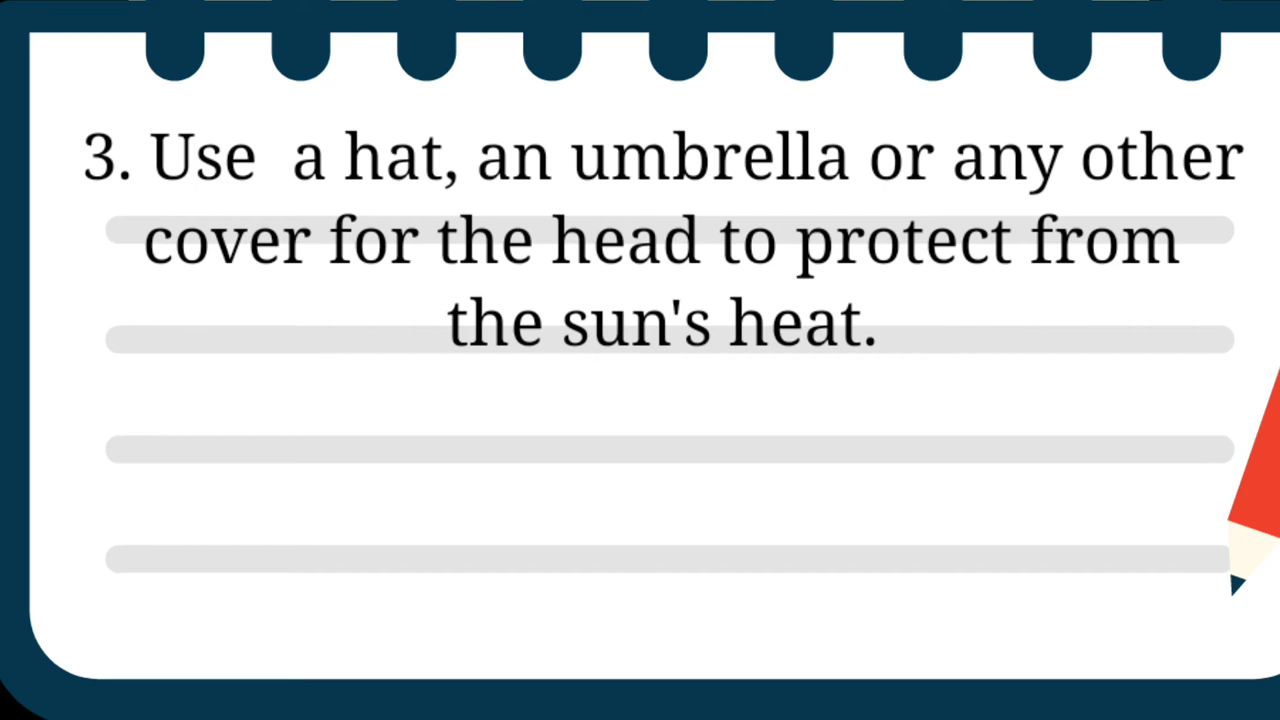 3. Use  a hat, an umbrella or any other
cover for the head to protect from
the sun's heat.